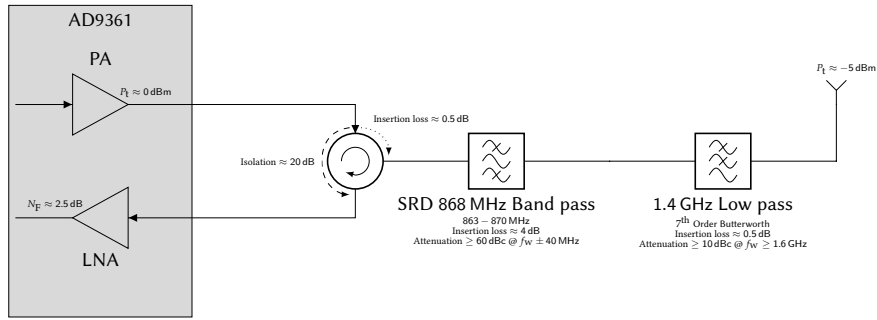 AD9361
PA
Pt ≈ 0 dBm
Pt ≈ −5 dBm
Insertion loss ≈ 0.5 dB
Isolation ≈ 20 dB
NF ≈ 2.5 dB
LNA
SRD 868 MHz Band pass
863 − 870 MHz
Insertion loss ≈ 4 dB
Attenuation ≥ 60 dBc @ fw ± 40 MHz
1.4 GHz Low pass
7th Order Butterworth
Insertion loss ≈ 0.5 dB
Attenuation ≥ 10 dBc @ fw ≥ 1.6 GHz